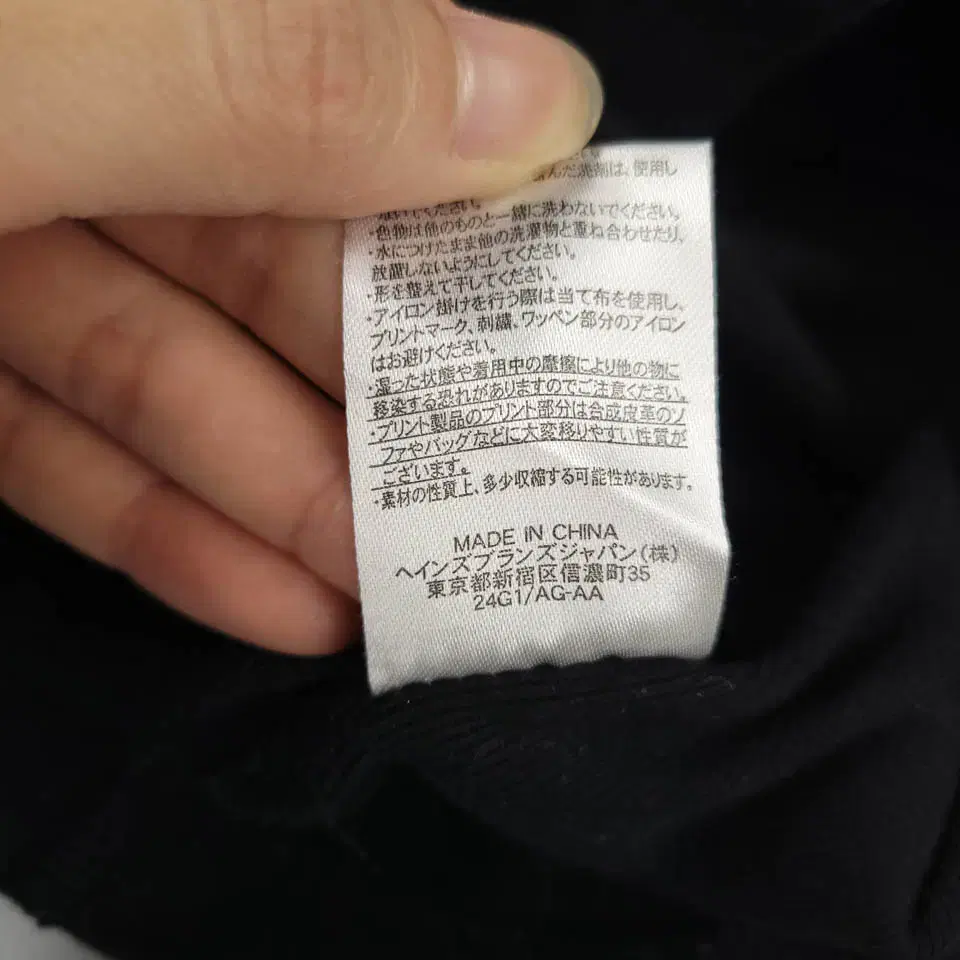 んだ洗剤は、使用し
ください。
・色物は他のものと一緒に洗わないでください。
・水につけたまま他の洗濯物と重ね合わせたり、
放置しないようにしてください。
・形を整えて干してください。
・アイロン掛けを行う際は当て布を使用し、
プリントマーク、刺繍、ワッペン部分のアイロン
はお避けください。
・湿った状態や着用中の摩擦により他の物に
移染する恐れがありますのでご注意ください。
・プリント製品のプリント部分は合成皮革のソ
ファやバッグなどに大変移りやすい性質が
ございます。
・素材の性質上、多少収縮する可能性があります。
MADE IN CHINA
ヘインズブランズジャパン(株)
東京都新宿区信濃町35
24G1/AG-AA